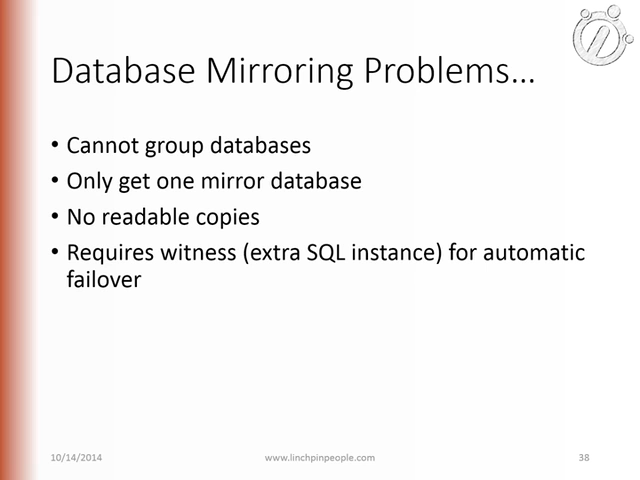 Database Mirroring Problems...
• Cannot group databases
• Only get one mirror database
• No readable copies
• Requires witness (extra SQL instance) for automatic
failover
10/14/2014
www.linchpinpeople.com
38